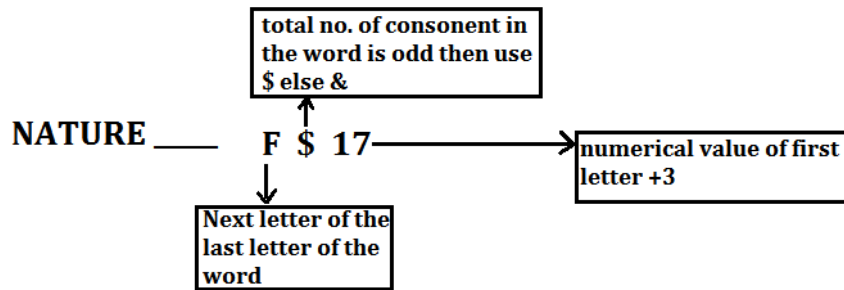 total no. of consonent in
the word is odd then use
$ else &
NATURE ____ F $ 17
numerical value of first
letter +3
Next letter of the
last letter of the
word